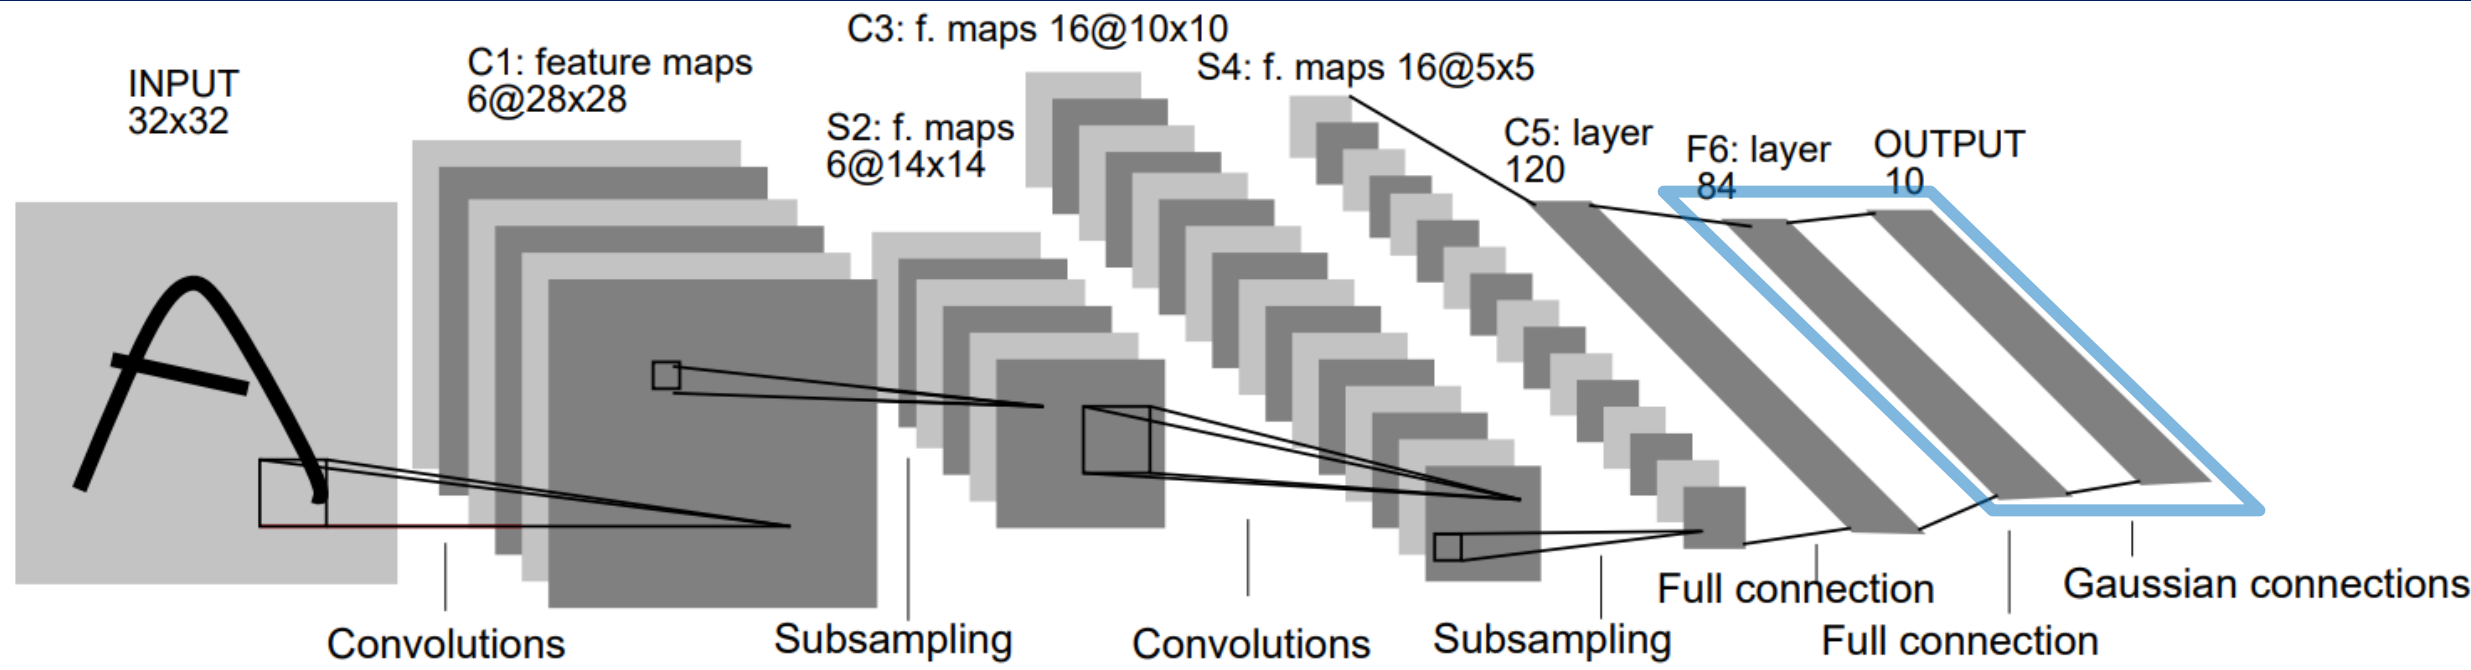 INPUT
32x32
C1: feature maps
6@28x28
C3: f. maps 16@10x10
S2: f. maps
6@14x14
S4: f. maps 16@5x5
C5: layer
120
F6: layer
84
OUTPUT
10
Convolutions
Subsampling
Convolutions
Subsampling
Full connection
Full connection
Gaussian connections